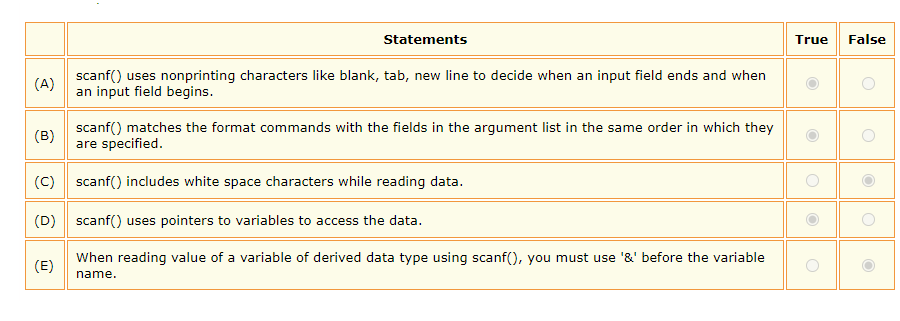 Statements True False
(A) scanf() uses nonprinting characters like blank, tab, new line to decide when an input field ends and when
an input field begins.
(B) scanf() matches the format commands with the fields in the argument list in the same order in which they
are specified.
(C) scanf() includes white space characters while reading data.
(D) scanf() uses pointers to variables to access the data.
(E) When reading value of a variable of derived data type using scanf(), you must use '&' before the variable
name.